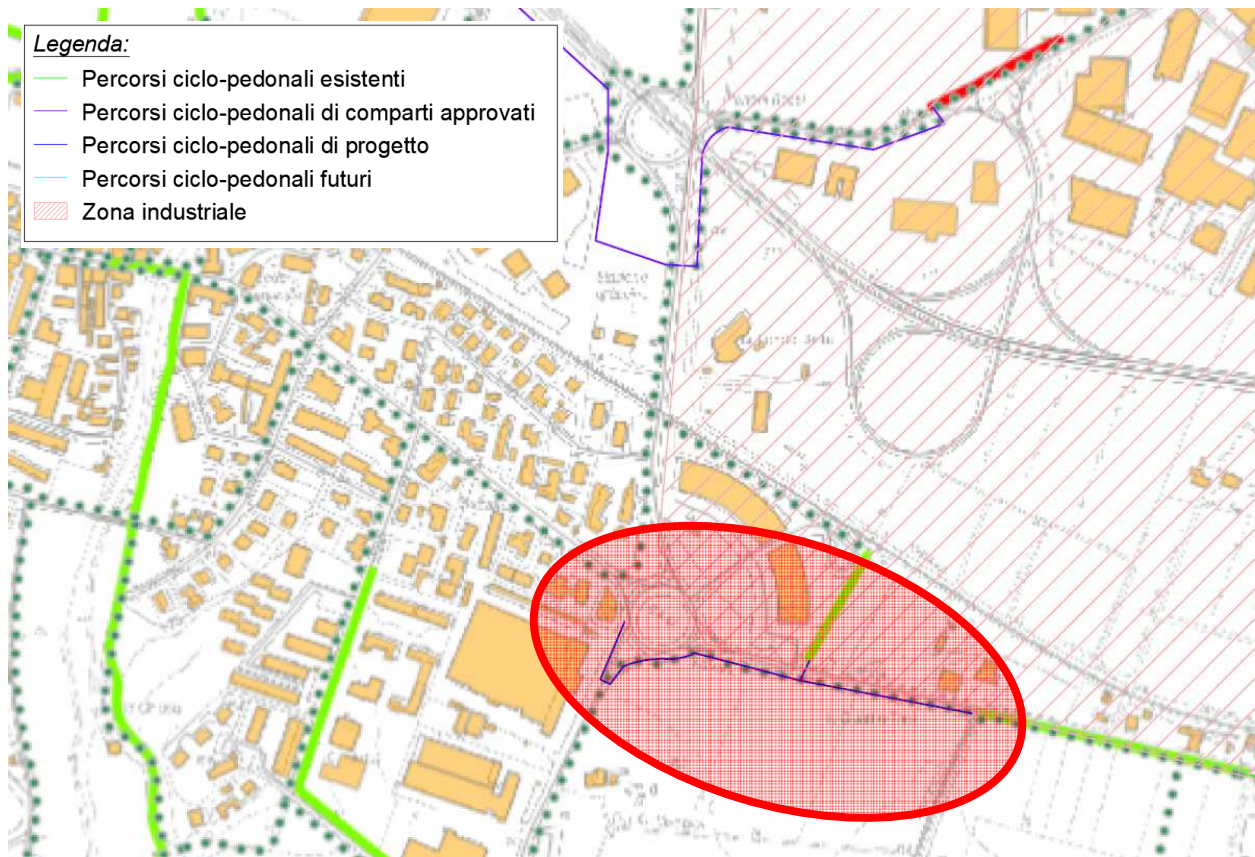 Legenda:
Percorsi ciclo-pedonali esistenti
Percorsi ciclo-pedonali di comparti approvati
Percorsi ciclo-pedonali di progetto
Percorsi ciclo-pedonali futuri
Zona industriale